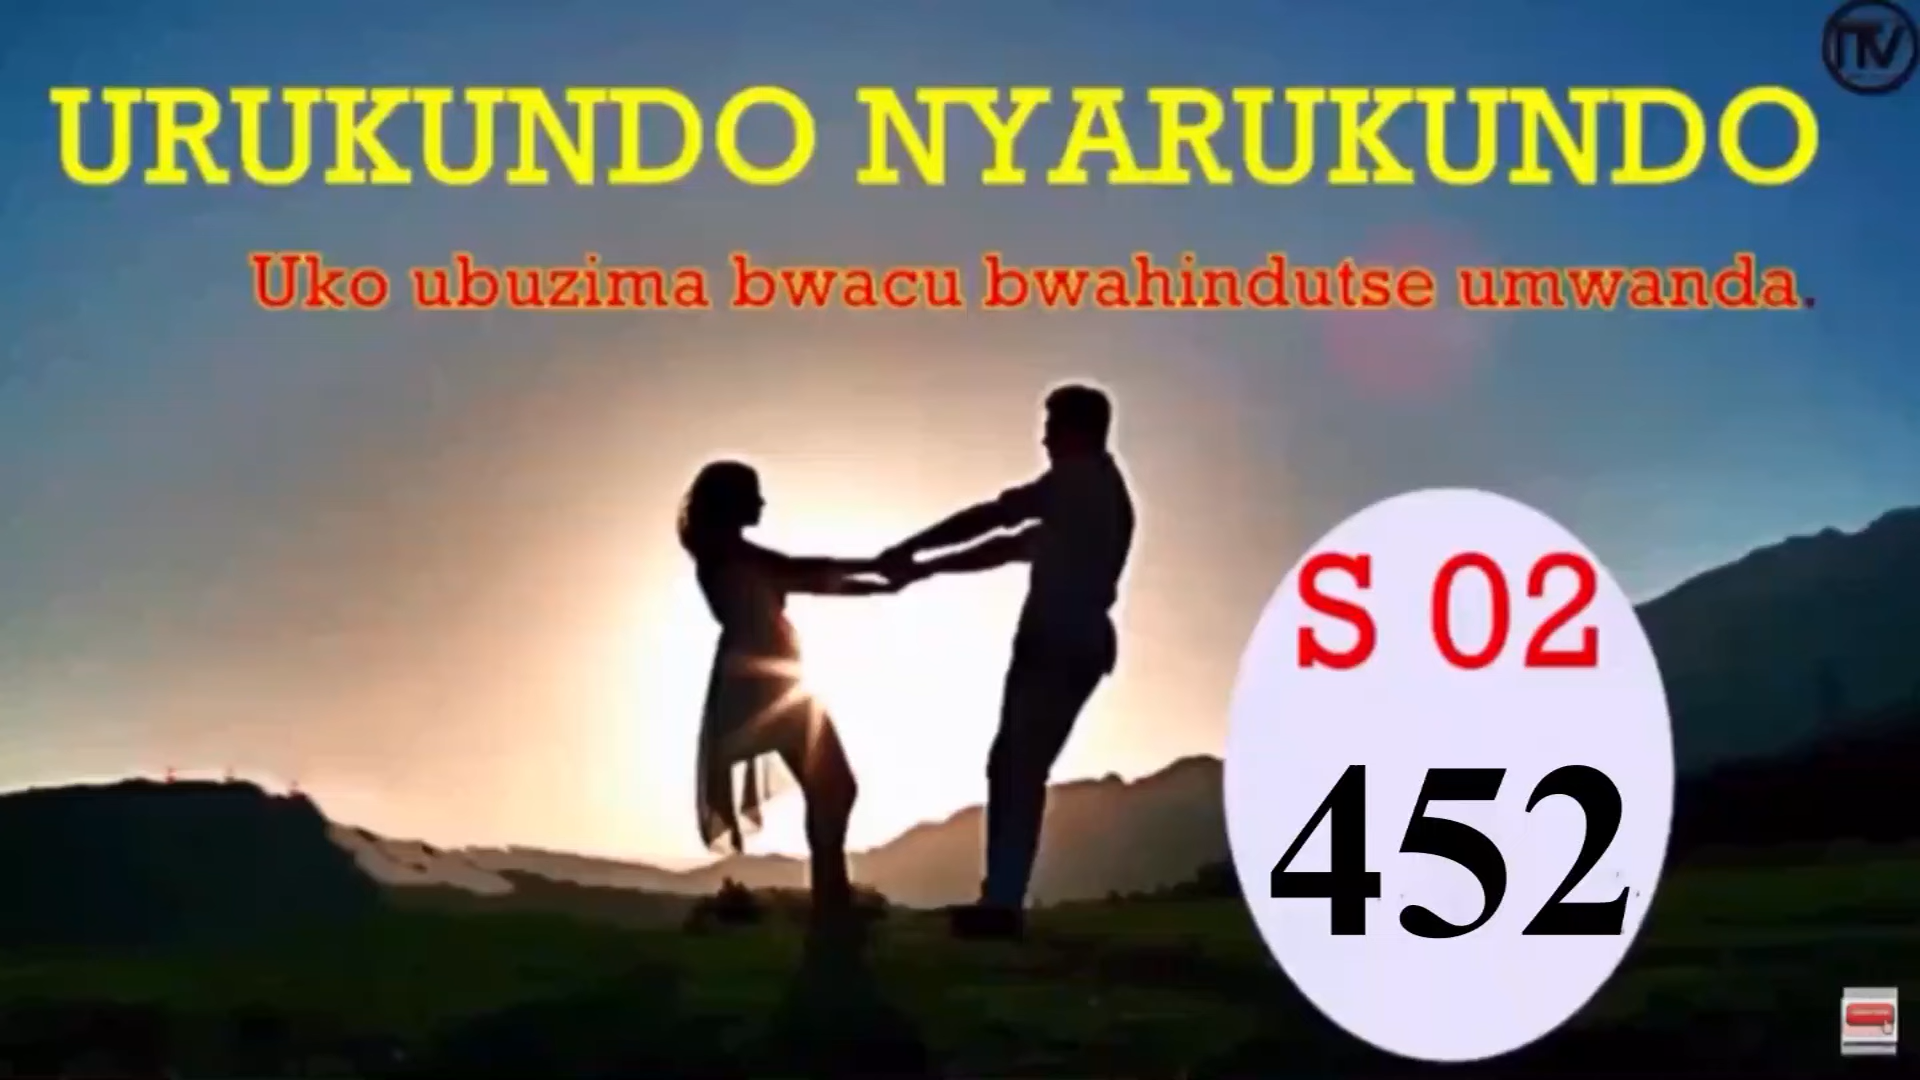 URUKUNDO NYARUKUNDO
Uko ubuzima bwacu bwahindutse umwanda.
S 02
452